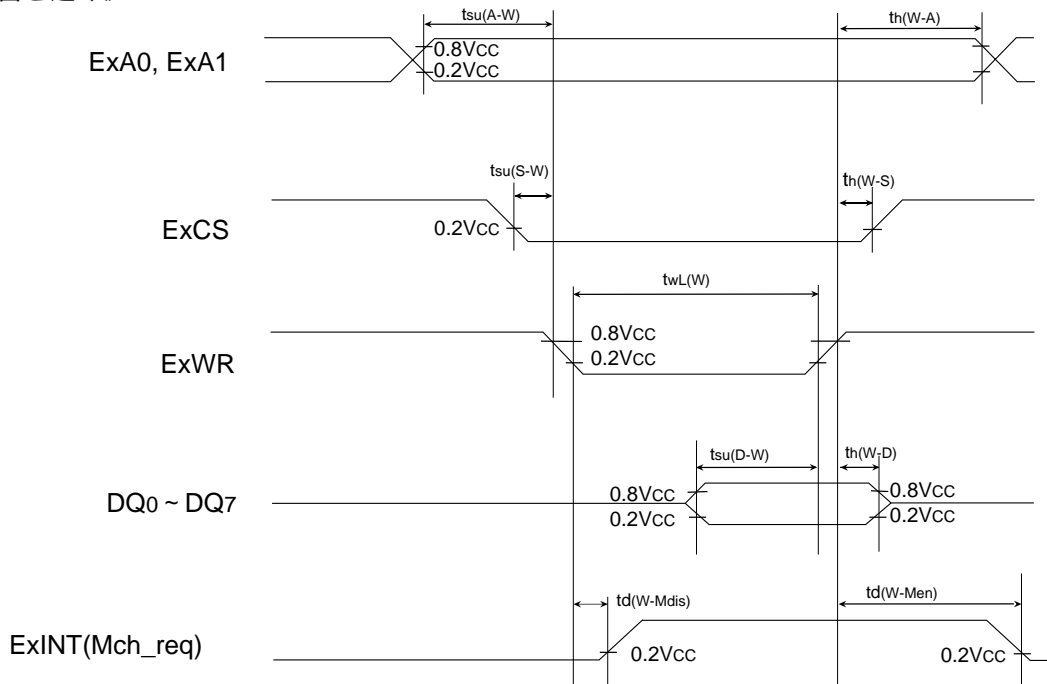 tsu(A-W)
th(W-A)
ExA0, ExA1
0.8VCC
0.2VCC
tsu(S-W)
th(W-S)
ExCS
0.2VCC
twL(W)
ExWR
0.8VCC
0.2VCC
tsu(D-W)
th(W-D)
DQ0 ~ DQ7
0.8VCC
0.2VCC
0.8VCC
0.2VCC
td(W-Mdis)
td(W-Men)
ExINT(Mch_req)
0.2VCC
0.2VCC